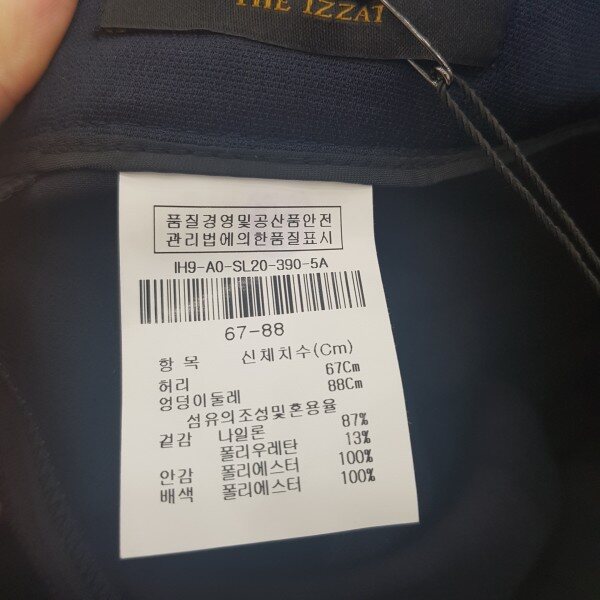 THE IZZAT
품질경영및공산품안전
관리법에의한품질표시
IH9-A0-SL20-390-5A
67-88
항 목 신체치수(Cm)
허리 67Cm
엉덩이둘레 88Cm
섬유의조성및혼용율
겉감 나일론 87%
폴리우레탄 13%
안감 폴리에스터 100%
배색 폴리에스터 100%